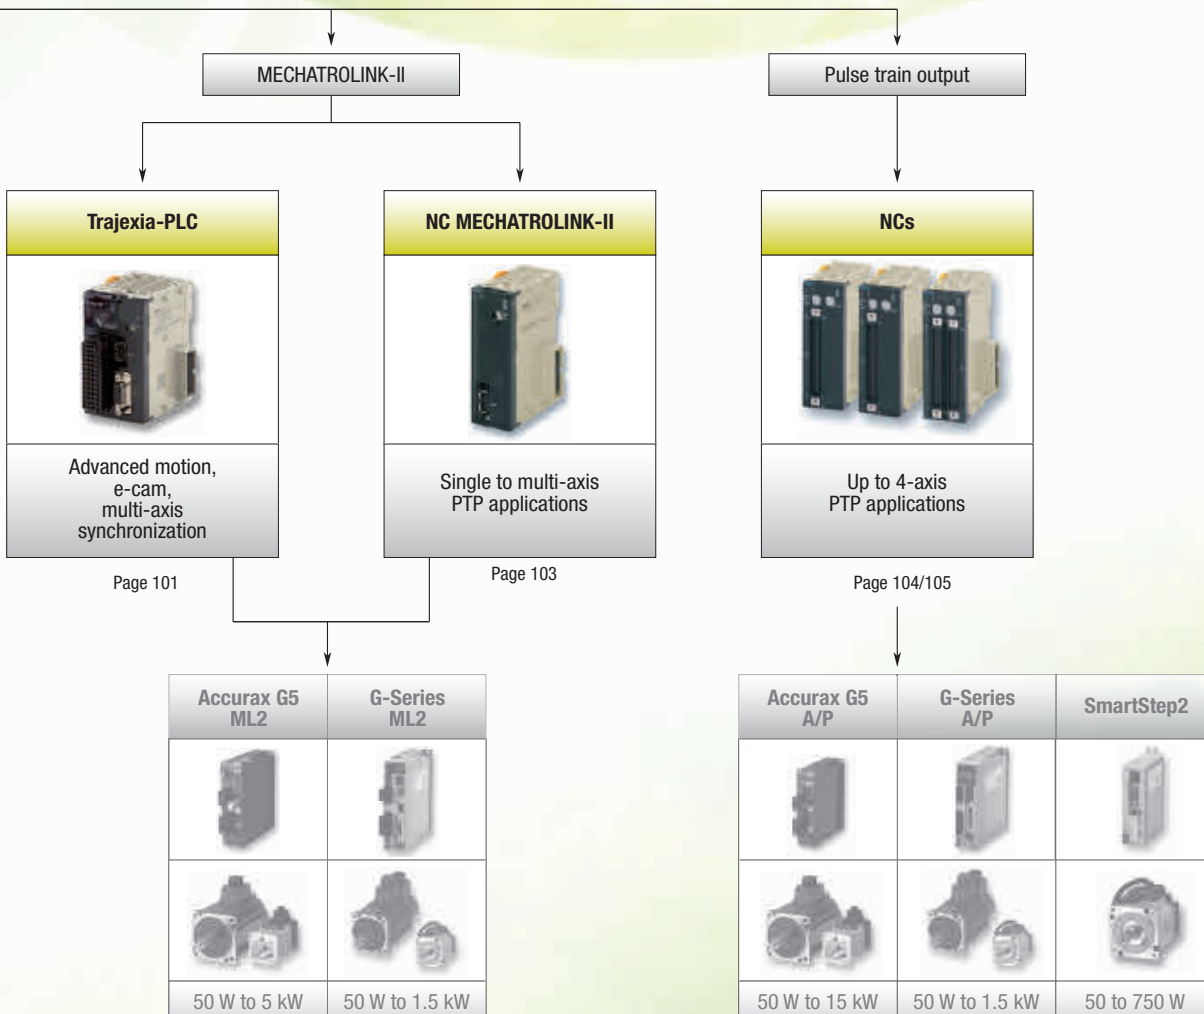 MECHATROLINK-II
Pulse train output
Trajexia-PLC
Advanced motion,
e-cam,
multi-axis
synchronization
Page 101
NC MECHATROLINK-II
Single to multi-axis
PTP applications
Page 103
NCs
Up to 4-axis
PTP applications
Page 104/105
Accurax G5
ML2
G-Series
ML2
50 W to 5 kW
50 W to 1.5 kW
Accurax G5
A/P
G-Series
A/P
SmartStep2
50 W to 15 kW
50 W to 1.5 kW
50 to 750 W